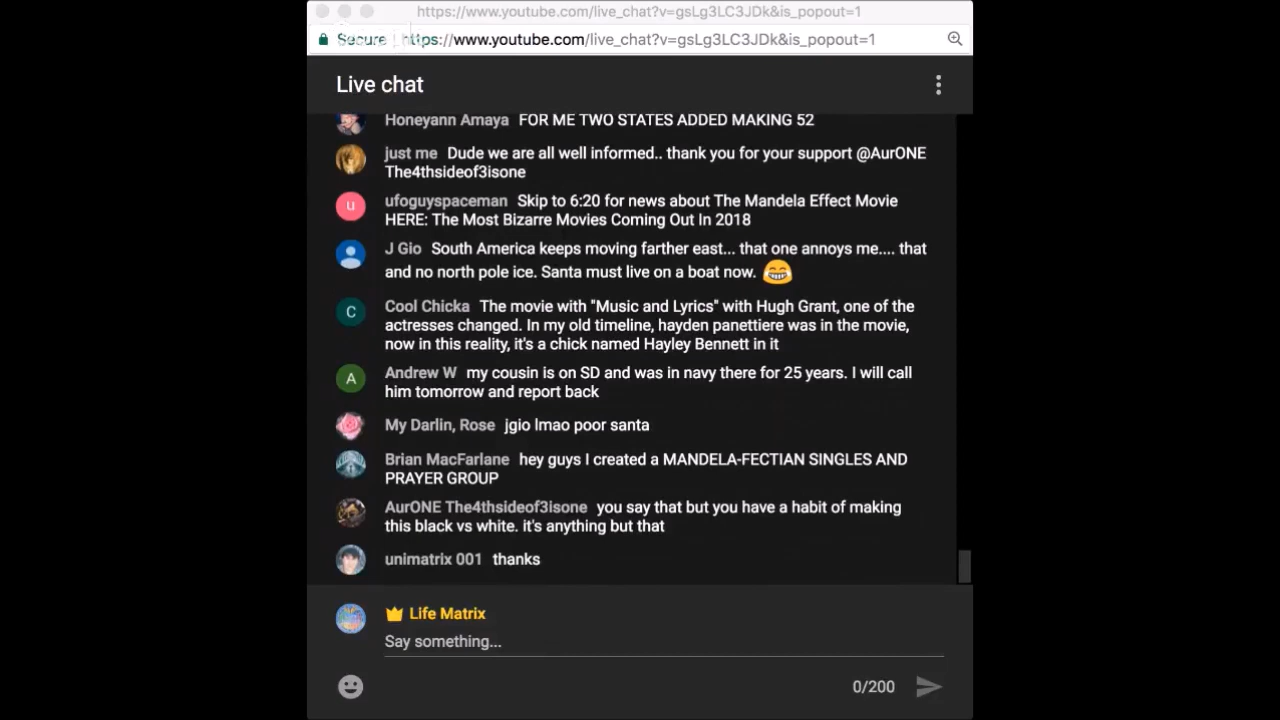 https://www.youtube.com/live_chat?v=gsLg3LC3JDk&is_popout=1
Secure https://www.youtube.com/live_chat?v=gsLg3LC3JDk&is_popout=1
Live chat
Honeyann Amaya FOR ME TWO STATES ADDED MAKING 52
just me Dude we are all well informed.. thank you for your support @AurONE
The4thsideof3isone
u
ufoguyspaceman Skip to 6:20 for news about The Mandela Effect Movie
HERE: The Most Bizarre Movies Coming Out In 2018
J Gio South America keeps moving farther east... that one annoys me.... that
and no north pole ice. Santa must live on a boat now. 😂
C
Cool Chicka The movie with "Music and Lyrics" with Hugh Grant, one of the
actresses changed. In my old timeline, hayden panettiere was in the movie,
now in this reality, it's a chick named Hayley Bennett in it
A
Andrew W my cousin is on SD and was in navy there for 25 years. I will call
him tomorrow and report back
My Darlin, Rose jgio lmao poor santa
Brian MacFarlane hey guys I created a MANDELA-FECTIAN SINGLES AND
PRAYER GROUP
AurONE The4thsideof3isone you say that but you have a habit of making
this black vs white. it's anything but that
unimatrix 001 thanks
Life Matrix
Say something...
0/200